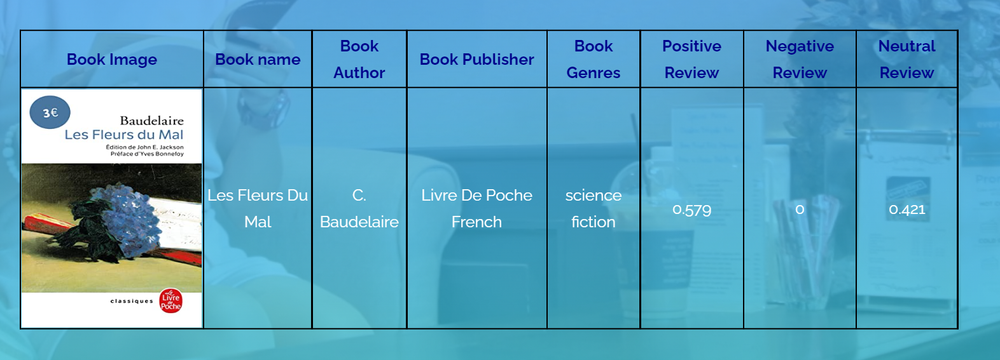 Book Image
Book name
Book
Author
Book Publisher
Book
Genres
Positive
Review
Negative
Review
Neutral
Review
3€
Baudelaire
Les Fleurs du Mal
Édition de John E. Jackson
Préface d'Yves Bonnefoy
classiques
Le
Livre
de
Poche
Les Fleurs Du
Mal
C.
Baudelaire
Livre De Poche
French
science
fiction
0.579
0
0.421